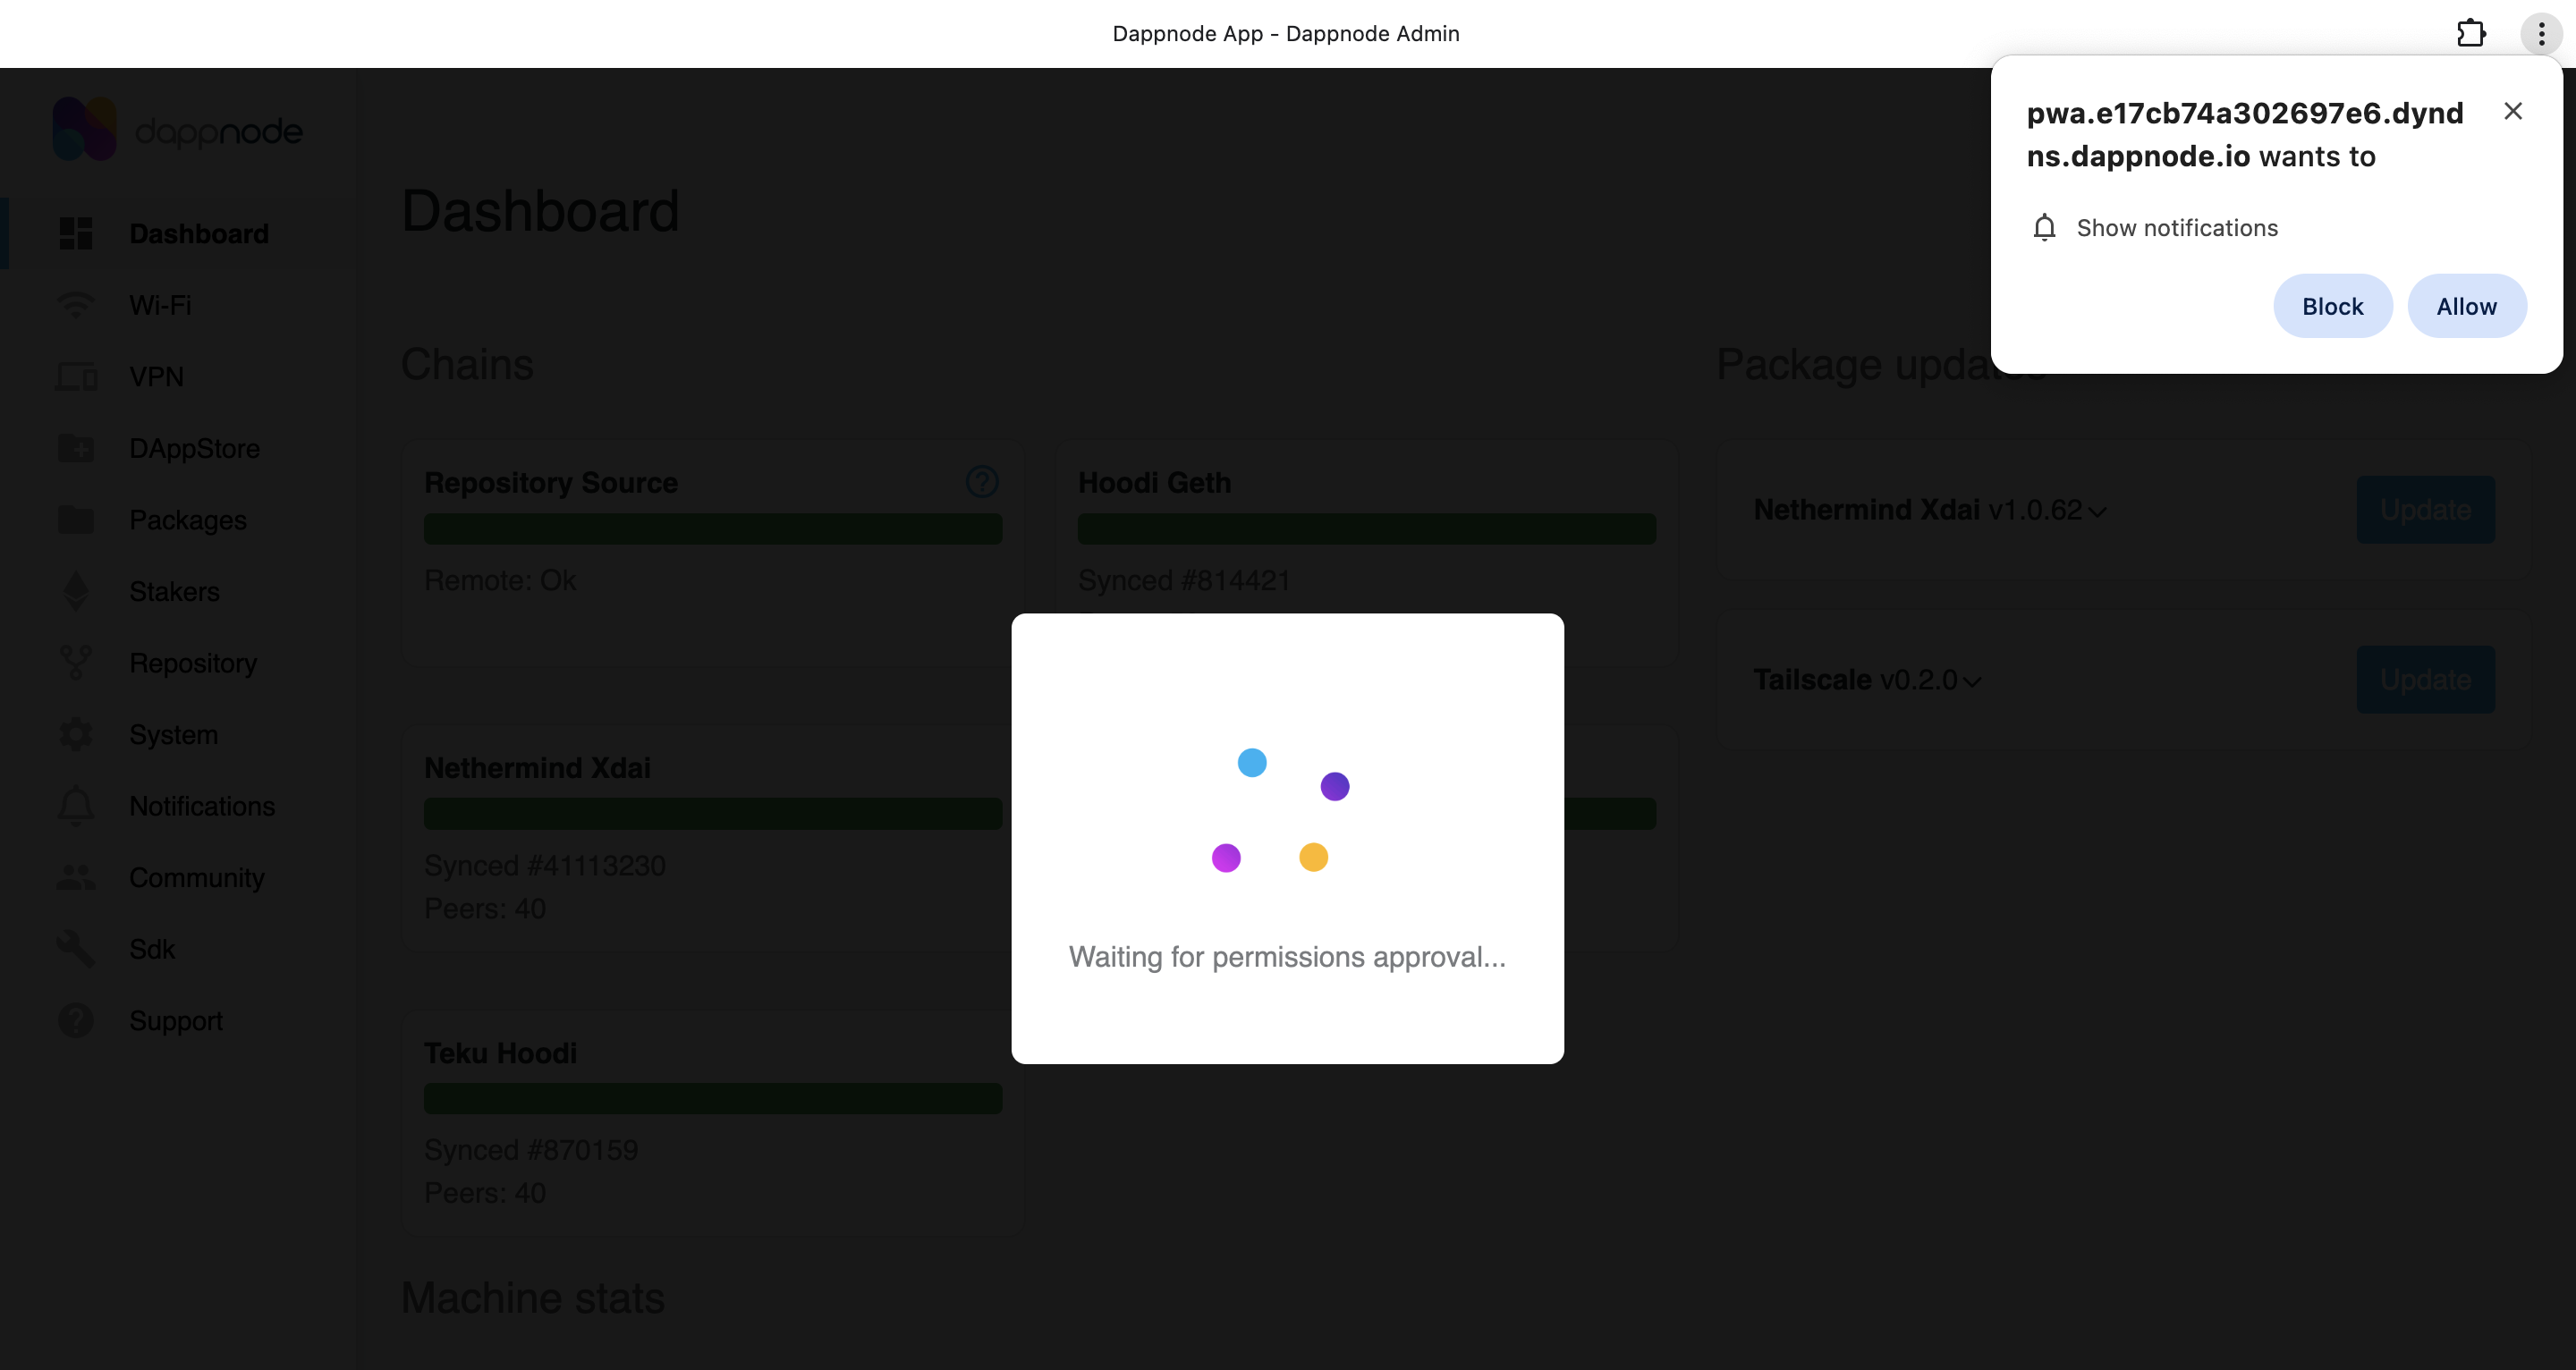 Dappnode App - Dappnode Admin
pwa.e17cb74a302697e6.dynd
ns.dappnode.io wants to
Show notifications
Block
Allow
dappnode
Dashboard
Wi-Fi
VPN
DAppStore
Packages
Stakers
Repository
System
Notifications
Community
Sdk
Support
Dashboard
Chains
Repository Source
Remote: Ok
Hoodi Geth
Synced #814421
Nethermind Xdai
Synced #41113230
Peers: 40
Teku Hoodi
Synced #870159
Peers: 40
Machine stats
Package updates
Nethermind Xdai v1.0.62
Update
Tailscale v0.2.0
Update
Waiting for permissions approval...